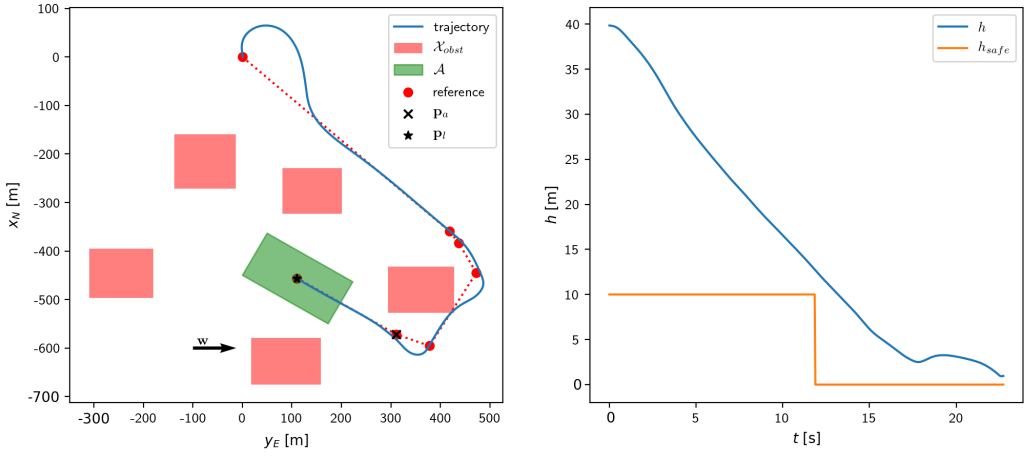 100
0
-100
-200
-300
-400
-500
-600
-700
x_N [m]
-300
-200
-100
0
100
200
300
400
500
y_E [m]
w
trajectory
𝒳_obst
𝒜
reference
p_a
p_l
40
35
30
25
20
15
10
5
0
h [m]
0
5
10
15
20
t [s]
h
h_safe